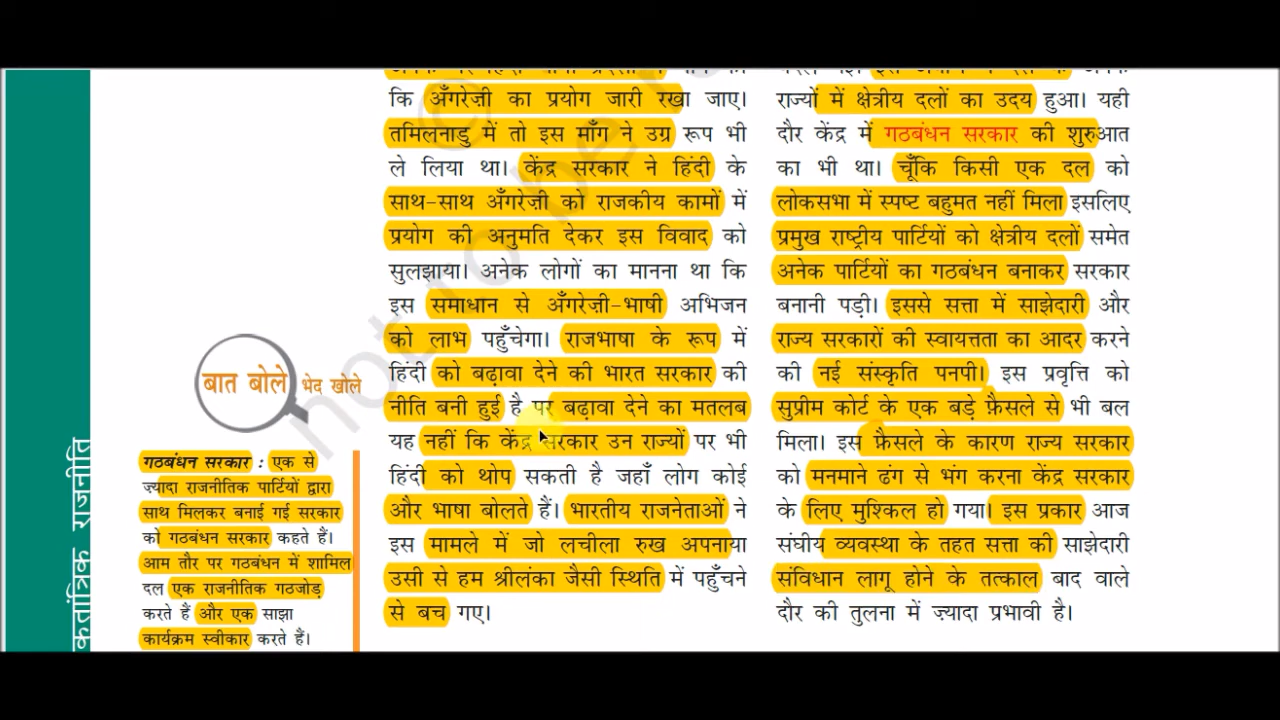 कि अँगरेज़ी का प्रयोग जारी रखा जाए।
तमिलनाडु में तो इस माँग ने उग्र रूप भी
ले लिया था। केंद्र सरकार ने हिंदी के
साथ-साथ अँगरेज़ी को राजकीय कामों में
प्रयोग की अनुमति देकर इस विवाद को
सुलझाया। अनेक लोगों का मानना था कि
इस समाधान से अँगरेज़ी-भाषी अभिजन
को लाभ पहुँचेगा। राजभाषा के रूप में
हिंदी को बढ़ावा देने की भारत सरकार की
नीति बनी हुई है पर बढ़ावा देने का मतलब
यह नहीं कि केंद्र सरकार उन राज्यों पर भी
हिंदी को थोप सकती है जहाँ लोग कोई
और भाषा बोलते हैं। भारतीय राजनेताओं ने
इस मामले में जो लचीला रुख अपनाया
उसी से हम श्रीलंका जैसी स्थिति में पहुँचने
से बच गए।
राज्यों में क्षेत्रीय दलों का उदय हुआ। यही
दौर केंद्र में गठबंधन सरकार की शुरुआत
का भी था। चूँकि किसी एक दल को
लोकसभा में स्पष्ट बहुमत नहीं मिला इसलिए
प्रमुख राष्ट्रीय पार्टियों को क्षेत्रीय दलों समेत
अनेक पार्टियों का गठबंधन बनाकर सरकार
बनानी पड़ी। इससे सत्ता में साझेदारी और
राज्य सरकारों की स्वायत्तता का आदर करने
की नई संस्कृति पनपी। इस प्रवृत्ति को
सुप्रीम कोर्ट के एक बड़े फ़ैसले से भी बल
मिला। इस फ़ैसले के कारण राज्य सरकार
को मनमाने ढंग से भंग करना केंद्र सरकार
के लिए मुश्किल हो गया। इस प्रकार आज
संघीय व्यवस्था के तहत सत्ता की साझेदारी
संविधान लागू होने के तत्काल बाद वाले
दौर की तुलना में ज़्यादा प्रभावी है।
बात बोले भेद खोले
गठबंधन सरकार : एक से
ज़्यादा राजनीतिक पार्टियों द्वारा
साथ मिलकर बनाई गई सरकार
को गठबंधन सरकार कहते हैं।
आम तौर पर गठबंधन में शामिल
दल एक राजनीतिक गठजोड़
करते हैं और एक साझा
कार्यक्रम स्वीकार करते हैं।
कतांत्रिक राजनीति
not to be re